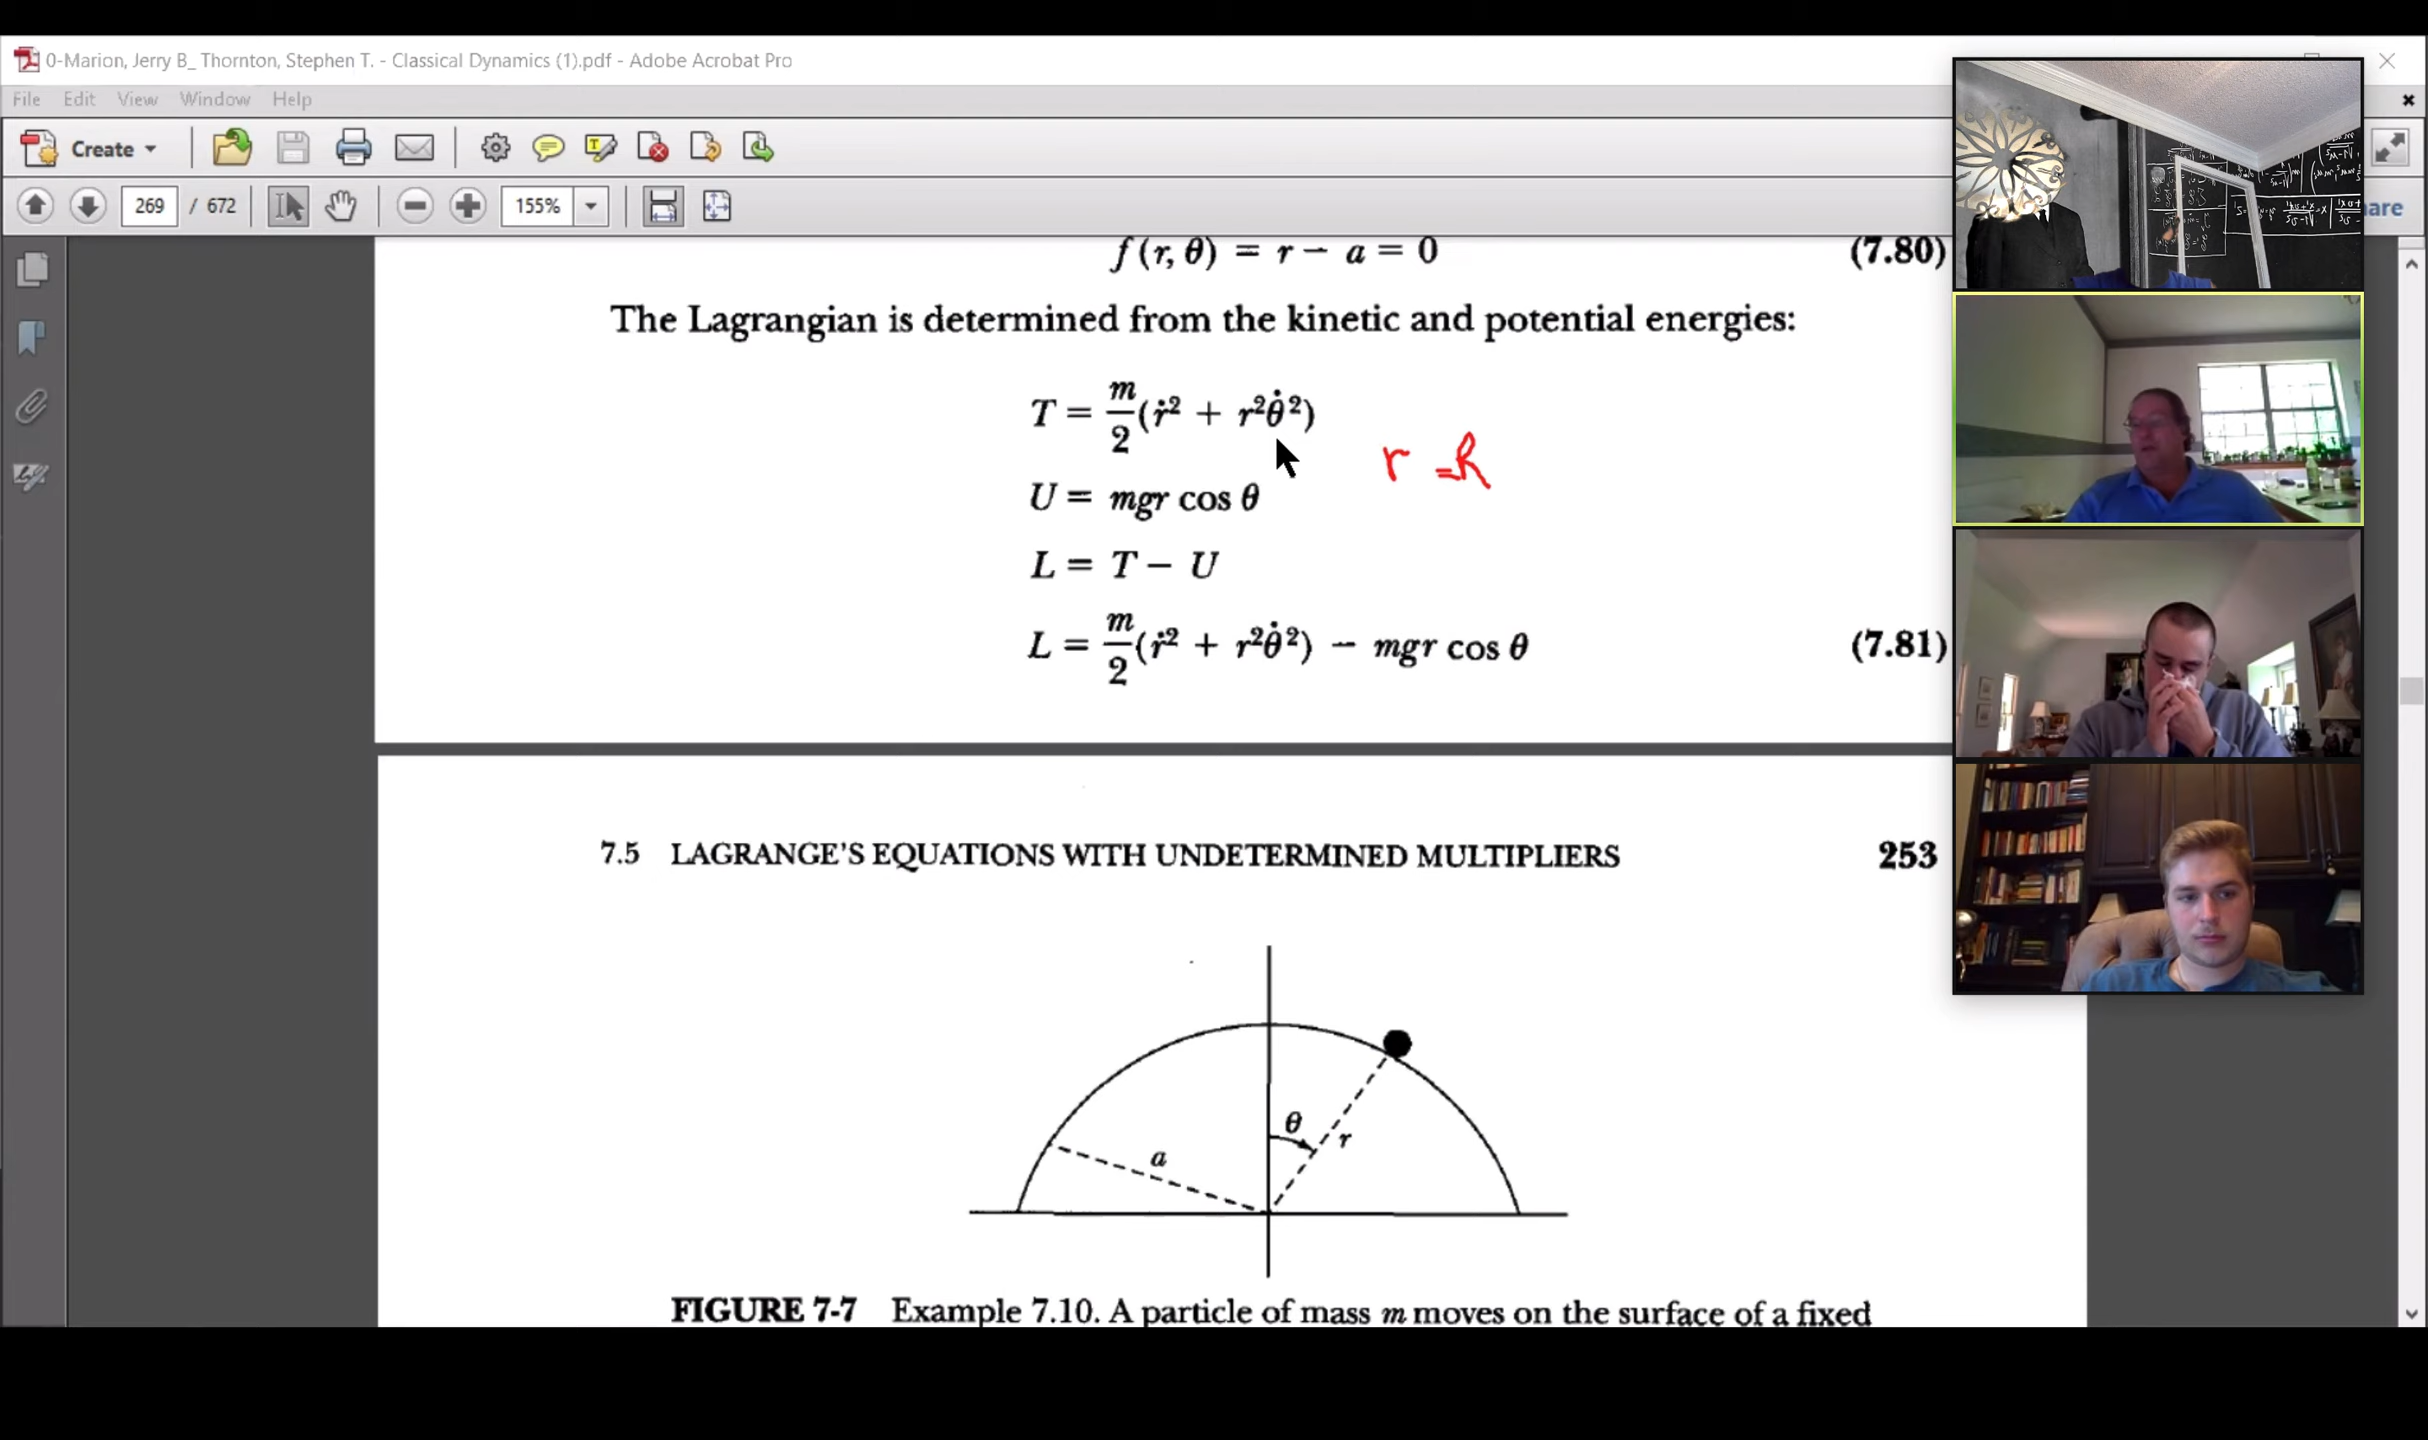 0-Marion, Jerry B_ Thornton, Stephen T. - Classical Dynamics (1).pdf - Adobe Acrobat Pro
File Edit View Window Help
Create
269 / 672 155%
are
f(r, θ) = r − a = 0 (7.80)
The Lagrangian is determined from the kinetic and potential energies:
T = m/2(ṙ² + r²θ̇²)
r = R
U = mgr cos θ
L = T − U
L = m/2(ṙ² + r²θ̇²) − mgr cos θ (7.81)
7.5 LAGRANGE'S EQUATIONS WITH UNDETERMINED MULTIPLIERS 253
θ
r
a
FIGURE 7-7 Example 7.10. A particle of mass m moves on the surface of a fixed